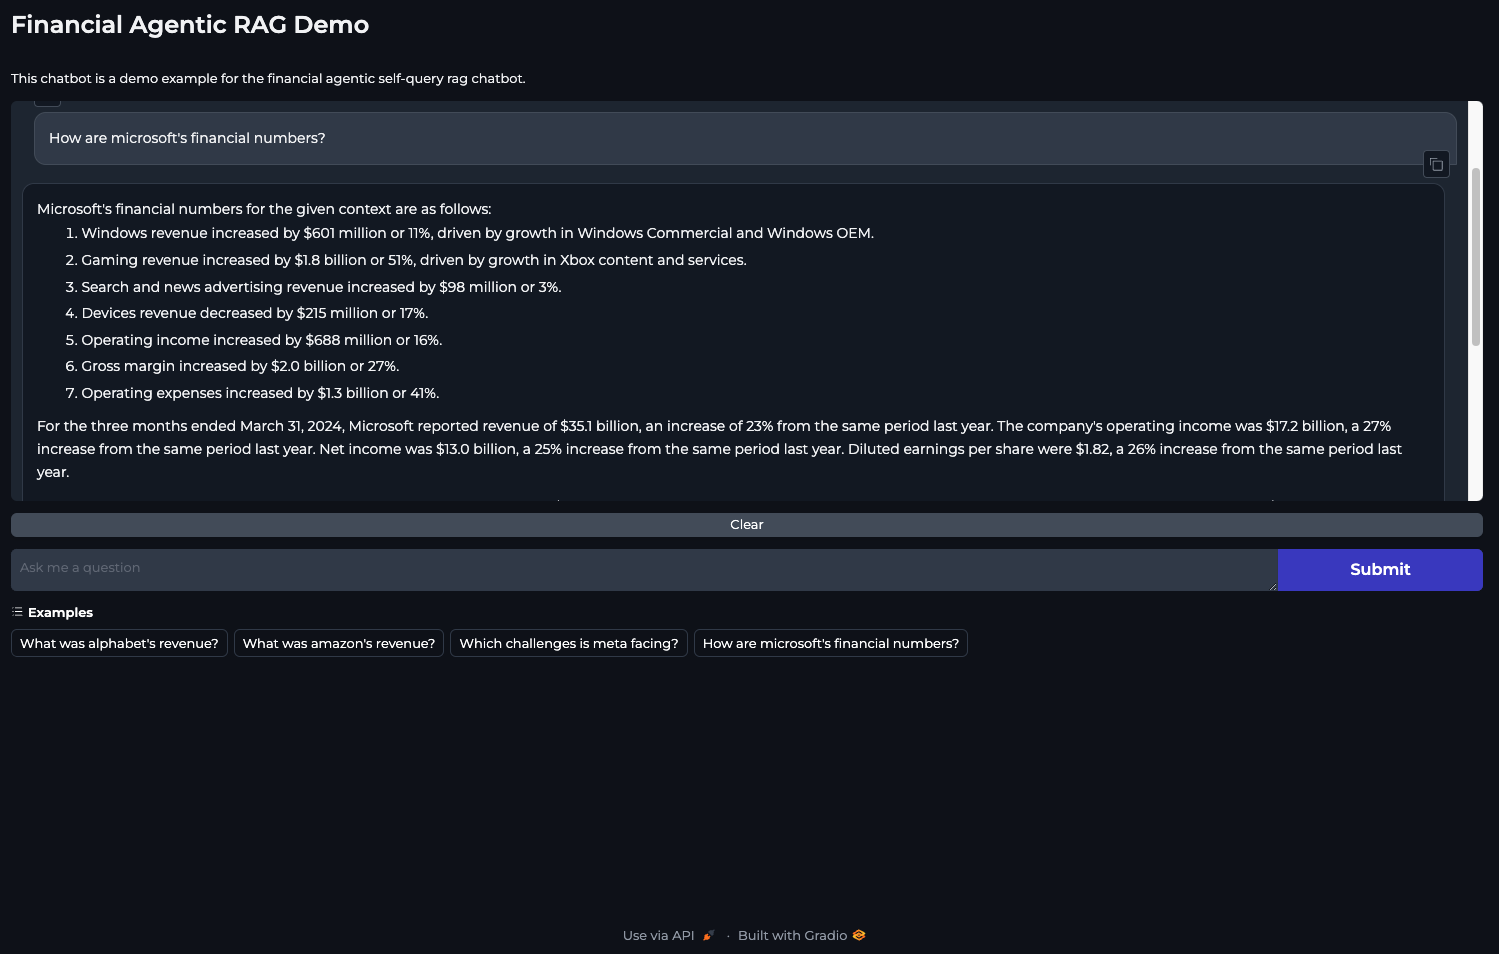 Financial Agentic RAG Demo
This chatbot is a demo example for the financial agentic self-query rag chatbot.
How are microsoft's financial numbers?
Microsoft's financial numbers for the given context are as follows:
1. Windows revenue increased by $601 million or 11%, driven by growth in Windows Commercial and Windows OEM.
2. Gaming revenue increased by $1.8 billion or 51%, driven by growth in Xbox content and services.
3. Search and news advertising revenue increased by $98 million or 3%.
4. Devices revenue decreased by $215 million or 17%.
5. Operating income increased by $688 million or 16%.
6. Gross margin increased by $2.0 billion or 27%.
7. Operating expenses increased by $1.3 billion or 41%.
For the three months ended March 31, 2024, Microsoft reported revenue of $35.1 billion, an increase of 23% from the same period last year. The company's operating income was $17.2 billion, a 27%
increase from the same period last year. Net income was $13.0 billion, a 25% increase from the same period last year. Diluted earnings per share were $1.82, a 26% increase from the same period last
year.
Clear
Ask me a question
Submit
Examples
What was alphabet's revenue?
What was amazon's revenue?
Which challenges is meta facing?
How are microsoft's financial numbers?
Use via API · Built with Gradio